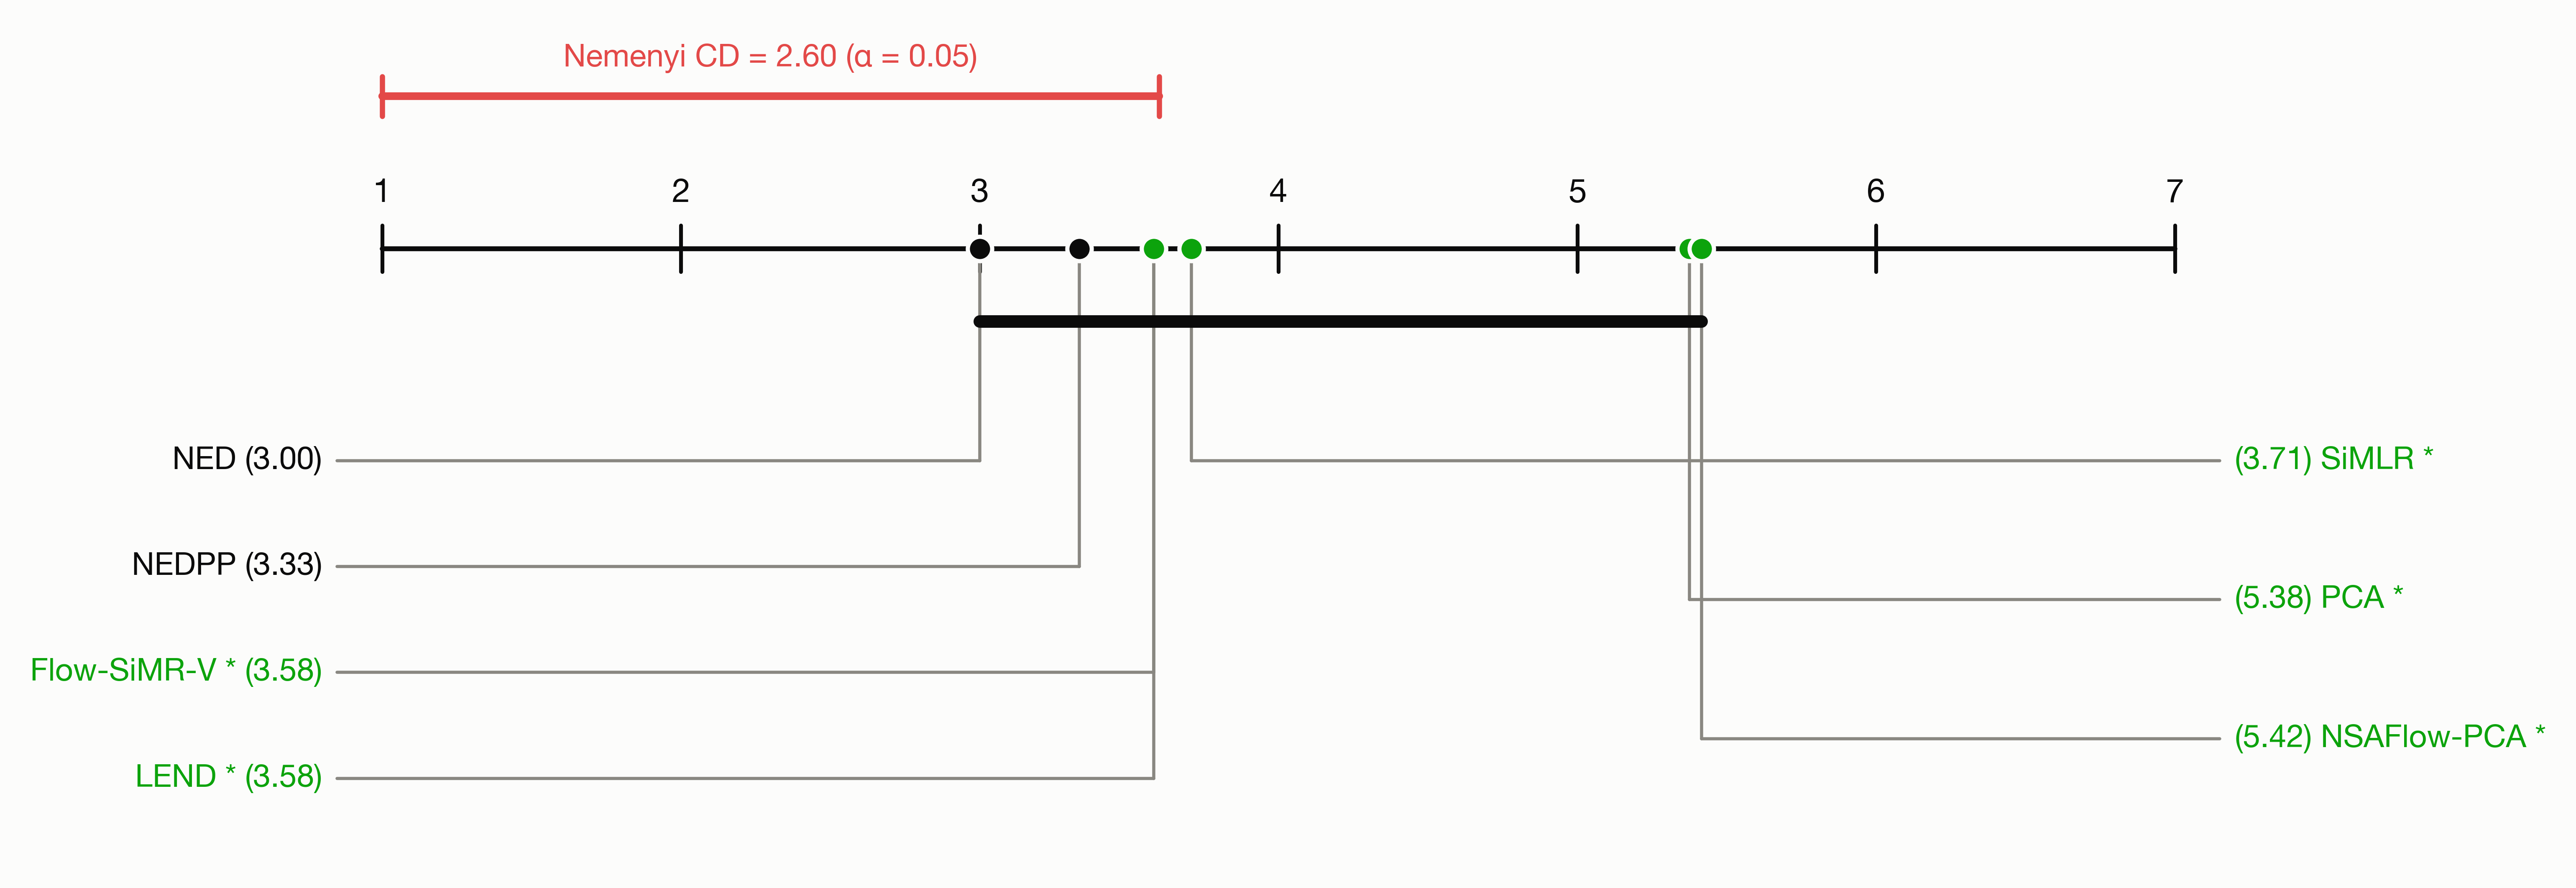 Nemenyi CD = 2.60 (α = 0.05)
1 2 3 4 5 6 7
NED (3.00)
(3.71) SiMLR *
NEDPP (3.33)
(5.38) PCA *
Flow-SiMR-V * (3.58)
(5.42) NSAFlow-PCA *
LEND * (3.58)